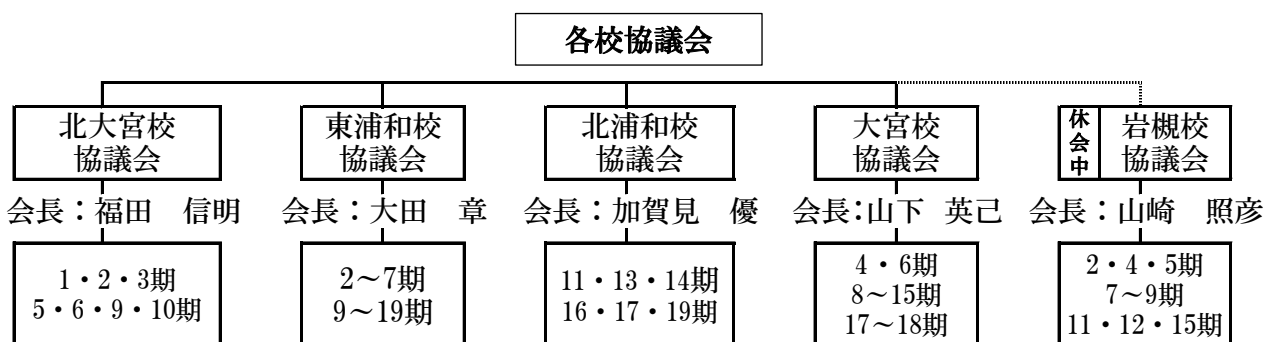 各校協議会
北大宮校
協議会
会長：福田　信明
1・2・3期
5・6・9・10期
東浦和校
協議会
会長：大田　章
2～7期
9～19期
北浦和校
協議会
会長：加賀見　優
11・13・14期
16・17・19期
大宮校
協議会
会長：山下　英己
4・6期
8～15期
17～18期
休会中
岩槻校
協議会
会長：山崎　照彦
2・4・5期
7～9期
11・12・15期